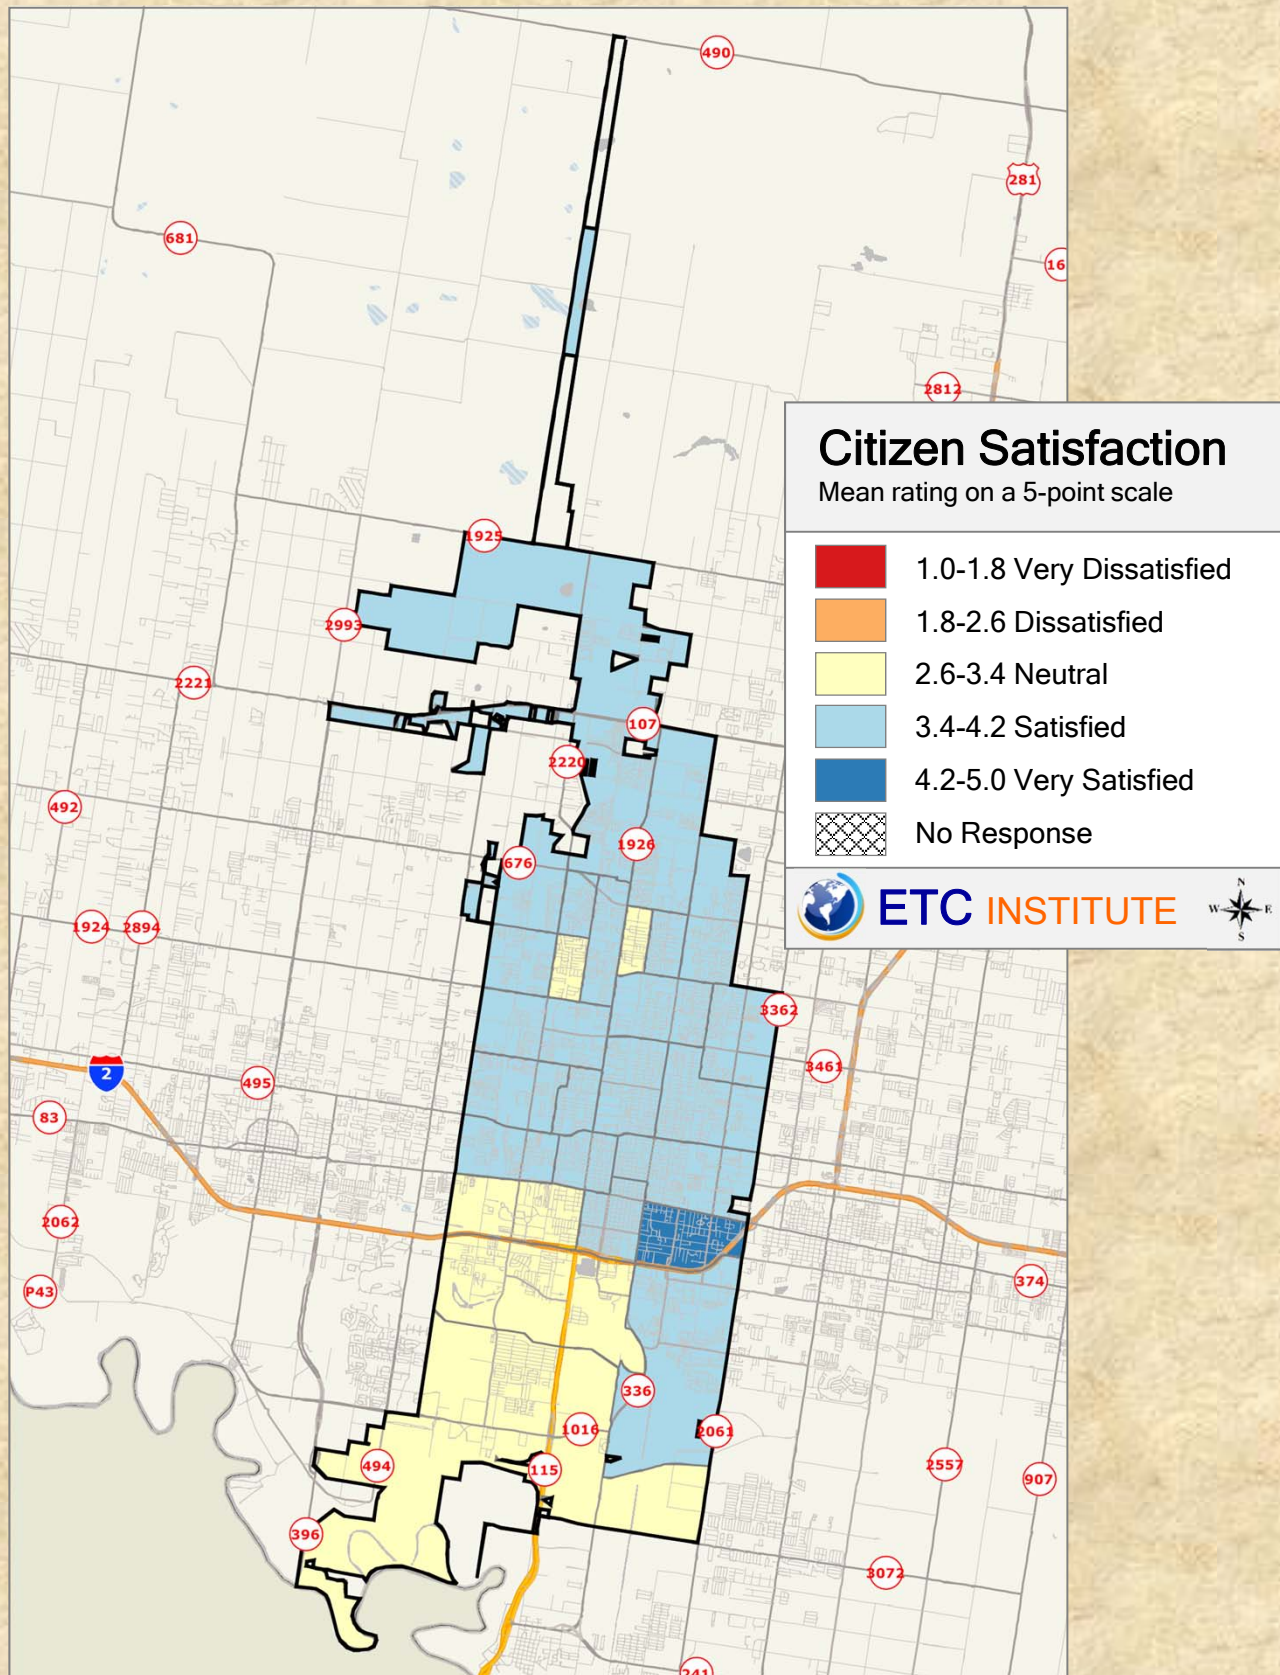 490
281
681
16
2812
Citizen Satisfaction
Mean rating on a 5-point scale
1.0-1.8 Very Dissatisfied
1.8-2.6 Dissatisfied
2.6-3.4 Neutral
3.4-4.2 Satisfied
4.2-5.0 Very Satisfied
No Response
ETC INSTITUTE
N
W E
S
1925
2993
2221
107
2220
492
1926
676
1924 2894
3362
3461
2
495
83
2062
P43
374
336
1016
2061
494
115
2557
907
396
3072
241